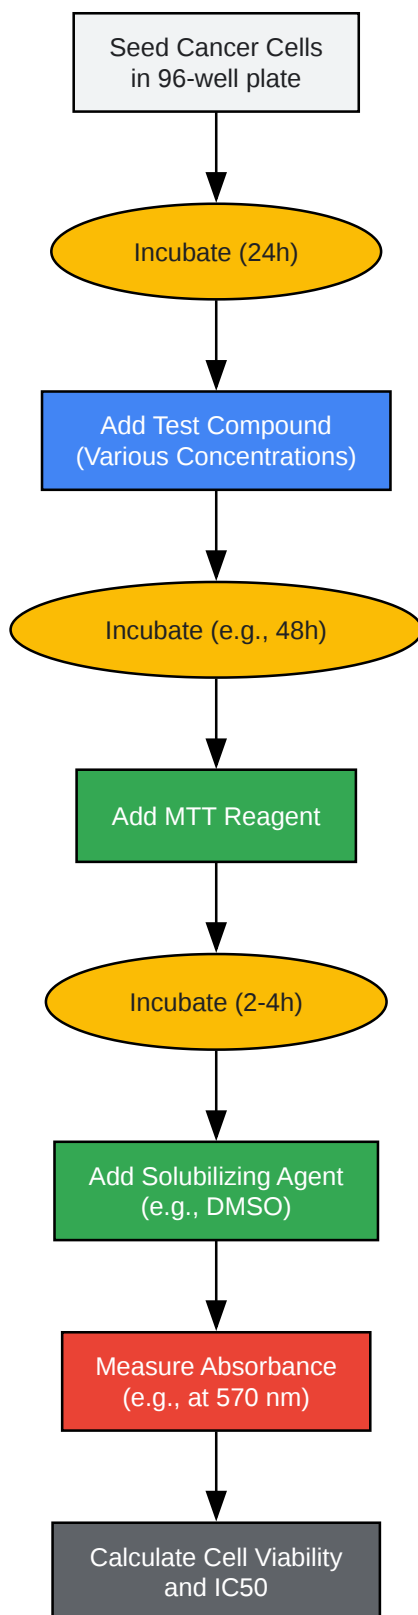 Seed Cancer Cells
in 96-well plate
Incubate (24h)
Add Test Compound
(Various Concentrations)
Incubate (e.g., 48h)
Add MTT Reagent
Incubate (2-4h)
Add Solubilizing Agent
(e.g., DMSO)
Measure Absorbance
(e.g., at 570 nm)
Calculate Cell Viability
and IC50